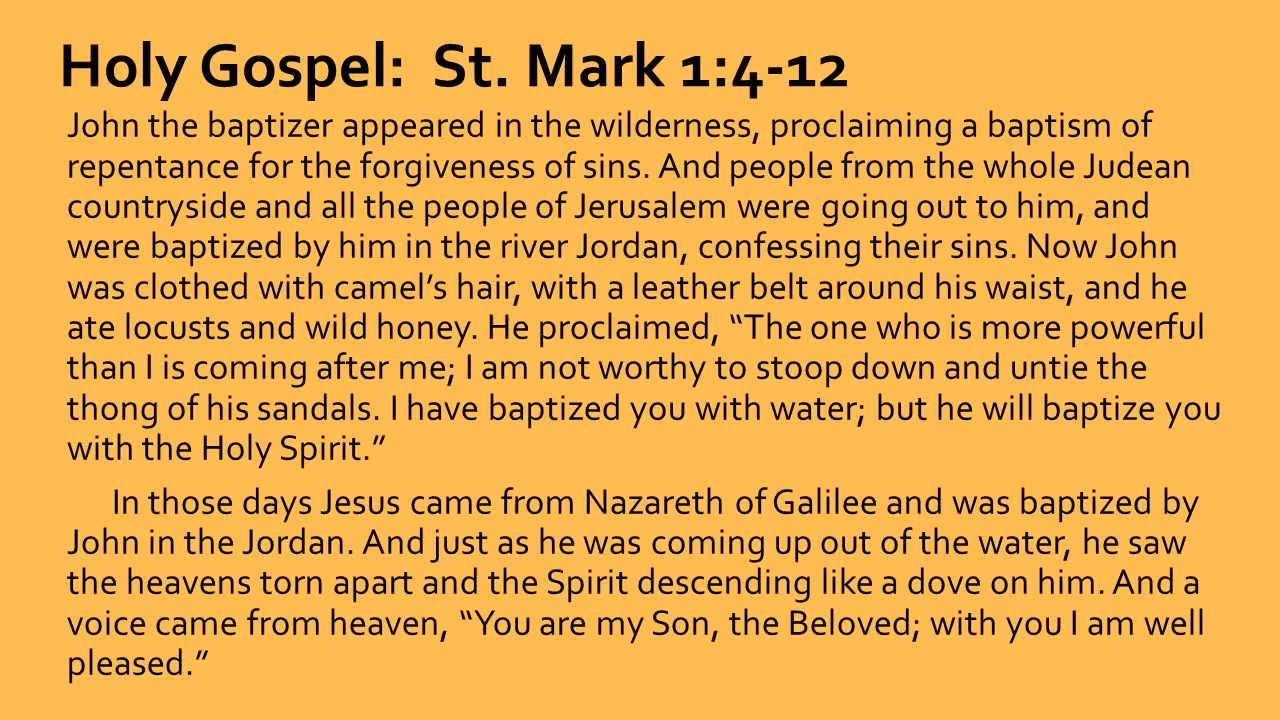 Holy Gospel:  St. Mark 1:4-12
John the baptizer appeared in the wilderness, proclaiming a baptism of
repentance for the forgiveness of sins. And people from the whole Judean
countryside and all the people of Jerusalem were going out to him, and
were baptized by him in the river Jordan, confessing their sins. Now John
was clothed with camel’s hair, with a leather belt around his waist, and he
ate locusts and wild honey. He proclaimed, “The one who is more powerful
than I is coming after me; I am not worthy to stoop down and untie the
thong of his sandals. I have baptized you with water; but he will baptize you
with the Holy Spirit.”
In those days Jesus came from Nazareth of Galilee and was baptized by
John in the Jordan. And just as he was coming up out of the water, he saw
the heavens torn apart and the Spirit descending like a dove on him. And a
voice came from heaven, “You are my Son, the Beloved; with you I am well
pleased.”